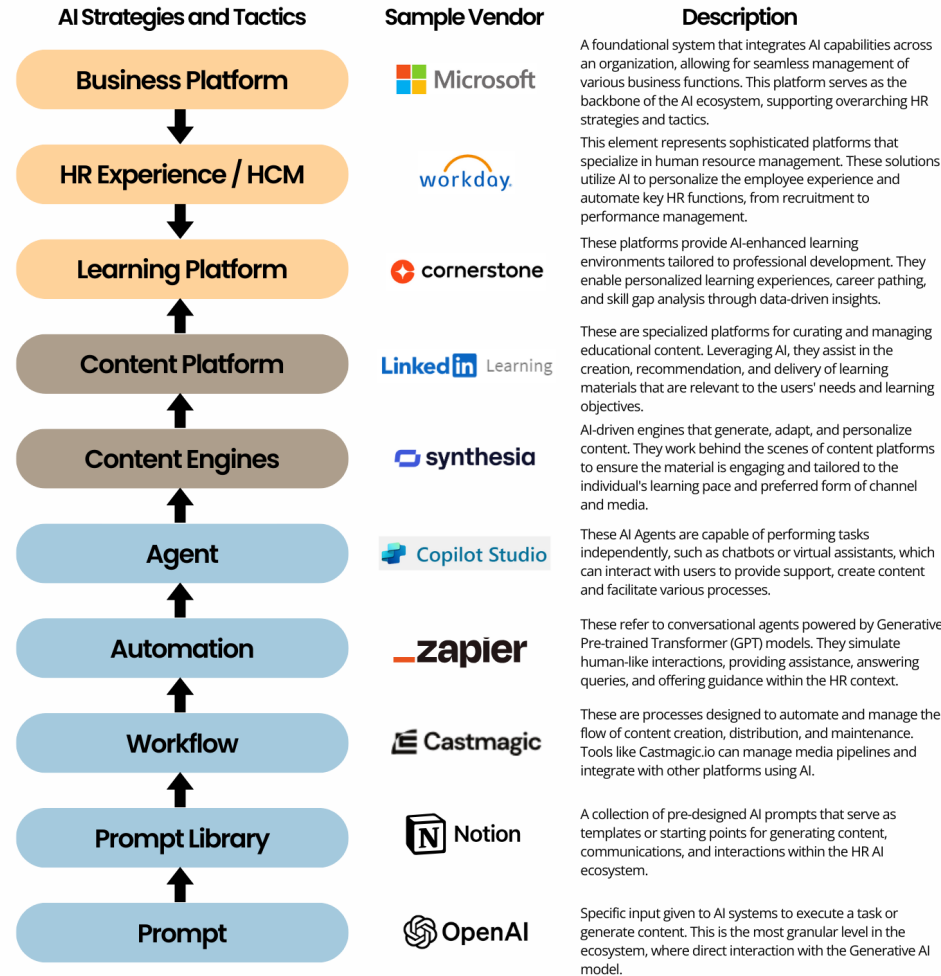 AI Strategies and Tactics
Sample Vendor
Description
Business Platform
Microsoft
A foundational system that integrates AI capabilities across
an organization, allowing for seamless management of
various business functions. This platform serves as the
backbone of the AI ecosystem, supporting overarching HR
strategies and tactics.
HR Experience / HCM
workday.
This element represents sophisticated platforms that
specialize in human resource management. These solutions
utilize AI to personalize the employee experience and
automate key HR functions, from recruitment to
performance management.
Learning Platform
cornerstone
These platforms provide AI-enhanced learning
environments tailored to professional development. They
enable personalized learning experiences, career pathing,
and skill gap analysis through data-driven insights.
Content Platform
Linked in Learning
These are specialized platforms for curating and managing
educational content. Leveraging AI, they assist in the
creation, recommendation, and delivery of learning
materials that are relevant to the users' needs and learning
objectives.
Content Engines
synthesia
AI-driven engines that generate, adapt, and personalize
content. They work behind the scenes of content platforms
to ensure the material is engaging and tailored to the
individual's learning pace and preferred form of channel
and media.
Agent
Copilot Studio
These AI Agents are capable of performing tasks
independently, such as chatbots or virtual assistants, which
can interact with users to provide support, create content
and facilitate various processes.
Automation
zapier
These refer to conversational agents powered by Generative
Pre-trained Transformer (GPT) models. They simulate
human-like interactions, providing assistance, answering
queries, and offering guidance within the HR context.
Workflow
Castmagic
These are processes designed to automate and manage the
flow of content creation, distribution, and maintenance.
Tools like Castmagic.io can manage media pipelines and
integrate with other platforms using AI.
Prompt Library
N Notion
A collection of pre-designed AI prompts that serve as
templates or starting points for generating content,
communications, and interactions within the HR AI
ecosystem.
Prompt
OpenAI
Specific input given to AI systems to execute a task or
generate content. This is the most granular level in the
ecosystem, where direct interaction with the Generative AI
model.